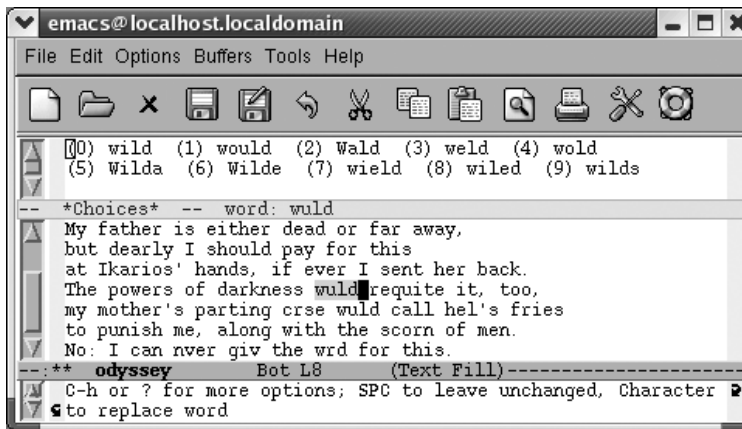 emacs@localhost.localdomain
File Edit Options Buffers Tools Help
(0) wild (1) would (2) Wald (3) weld (4) wold
(5) Wilda (6) Wilde (7) wield (8) wiled (9) wilds
-- *Choices* -- word: wuld
My father is either dead or far away,
but dearly I should pay for this
at Ikarios' hands, if ever I sent her back.
The powers of darkness wuld requite it, too,
my mother's parting crse wuld call hel's fries
to punish me, along with the scorn of men.
No: I can nver giv the wrd for this.
--:** odyssey Bot L8 (Text Fill)-----------------------
C-h or ? for more options; SPC to leave unchanged, Character
to replace word